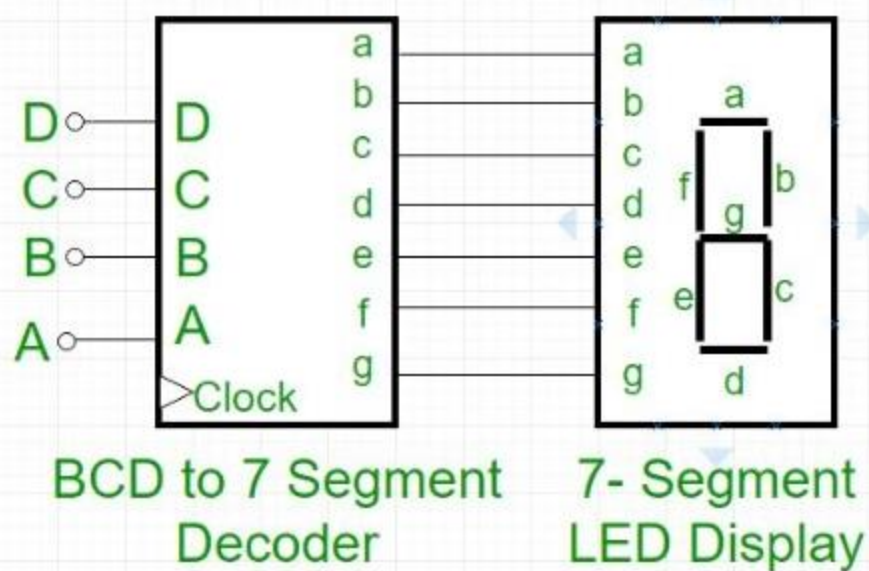 a
b
c
d
e
f
g
D
C
B
A
D
C
B
A
Clock
a
b
c
d
e
f
g
a
f
b
g
e
c
d
BCD to 7 Segment
Decoder
7- Segment
LED Display